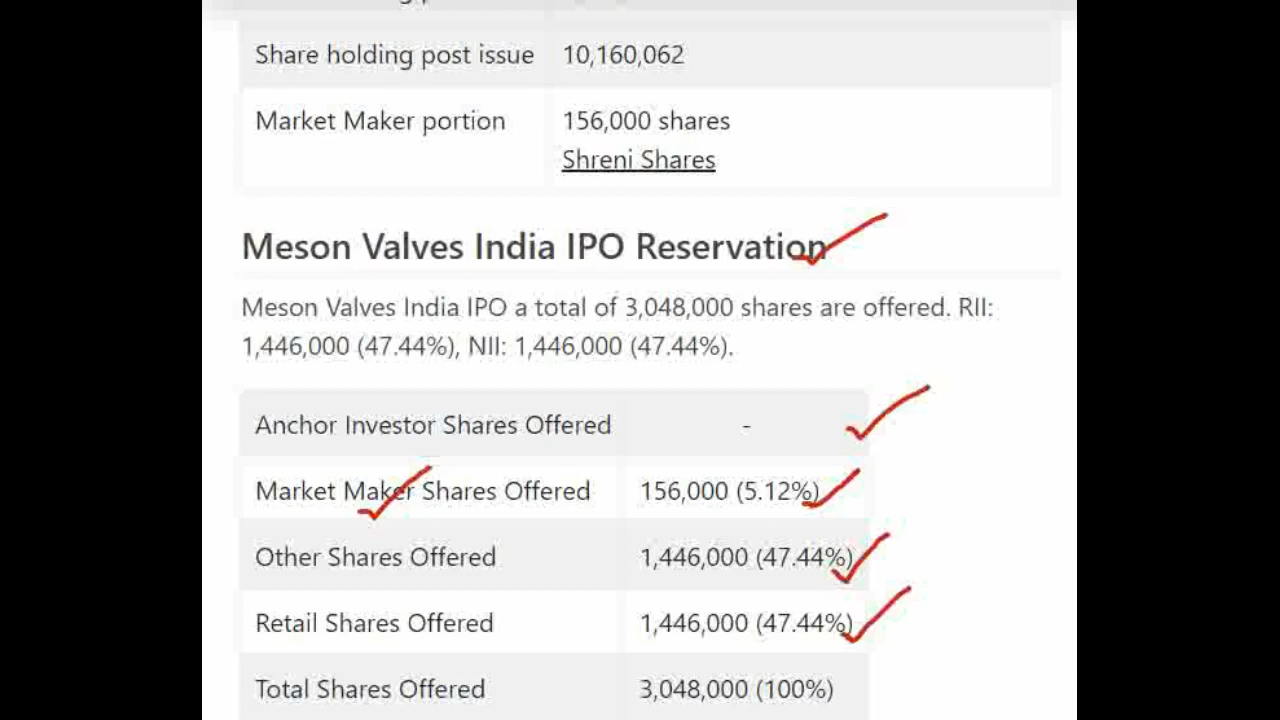 Share holding post issue 10,160,062
Market Maker portion 156,000 shares
Shreni Shares
Meson Valves India IPO Reservation
Meson Valves India IPO a total of 3,048,000 shares are offered. RII:
1,446,000 (47.44%), NII: 1,446,000 (47.44%).
Anchor Investor Shares Offered -
Market Maker Shares Offered 156,000 (5.12%)
Other Shares Offered 1,446,000 (47.44%)
Retail Shares Offered 1,446,000 (47.44%)
Total Shares Offered 3,048,000 (100%)